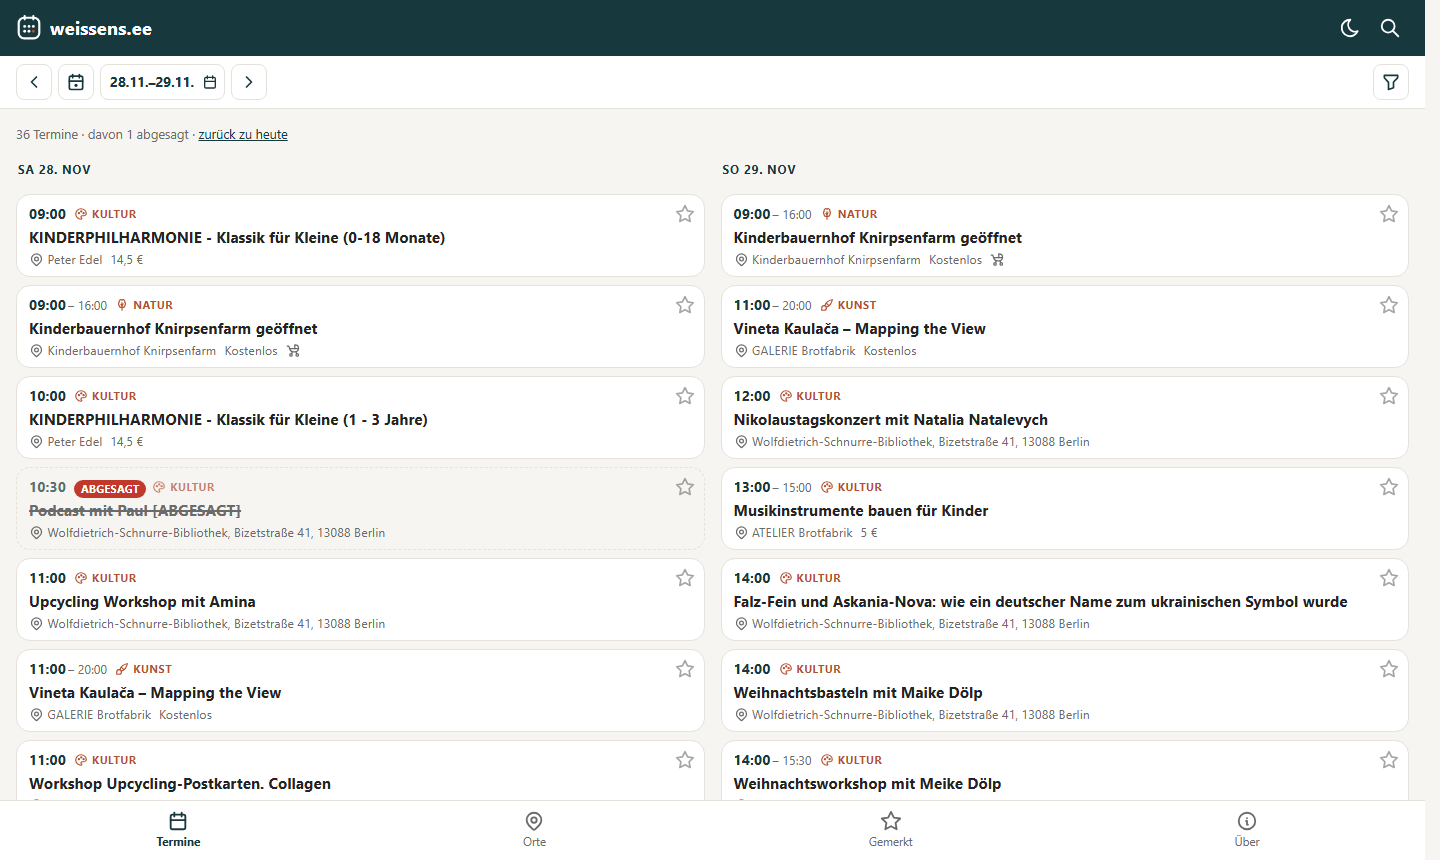 weissens.ee
28.11.–29.11.
36 Termine · davon 1 abgesagt · zurück zu heute
SA 28. NOV
09:00 KULTUR
KINDERPHILHARMONIE - Klassik für Kleine (0-18 Monate)
Peter Edel 14,5 €
09:00 – 16:00 NATUR
Kinderbauernhof Knirpsenfarm geöffnet
Kinderbauernhof Knirpsenfarm Kostenlos
10:00 KULTUR
KINDERPHILHARMONIE - Klassik für Kleine (1 - 3 Jahre)
Peter Edel 14,5 €
10:30 ABGESAGT KULTUR
Podcast mit Paul [ABGESAGT]
Wolfdietrich-Schnurre-Bibliothek, Bizetstraße 41, 13088 Berlin
11:00 KULTUR
Upcycling Workshop mit Amina
Wolfdietrich-Schnurre-Bibliothek, Bizetstraße 41, 13088 Berlin
11:00 – 20:00 KUNST
Vineta Kaulača – Mapping the View
GALERIE Brotfabrik Kostenlos
11:00 KULTUR
Workshop Upcycling-Postkarten. Collagen
SO 29. NOV
09:00 – 16:00 NATUR
Kinderbauernhof Knirpsenfarm geöffnet
Kinderbauernhof Knirpsenfarm Kostenlos
11:00 – 20:00 KUNST
Vineta Kaulača – Mapping the View
GALERIE Brotfabrik Kostenlos
12:00 KULTUR
Nikolaustagskonzert mit Natalia Natalevych
Wolfdietrich-Schnurre-Bibliothek, Bizetstraße 41, 13088 Berlin
13:00 – 15:00 KULTUR
Musikinstrumente bauen für Kinder
ATELIER Brotfabrik 5 €
14:00 KULTUR
Falz-Fein und Askania-Nova: wie ein deutscher Name zum ukrainischen Symbol wurde
Wolfdietrich-Schnurre-Bibliothek, Bizetstraße 41, 13088 Berlin
14:00 KULTUR
Weihnachtsbasteln mit Maike Dölp
Wolfdietrich-Schnurre-Bibliothek, Bizetstraße 41, 13088 Berlin
14:00 – 15:30 KULTUR
Weihnachtsworkshop mit Meike Dölp
Termine
Orte
Gemerkt
Über